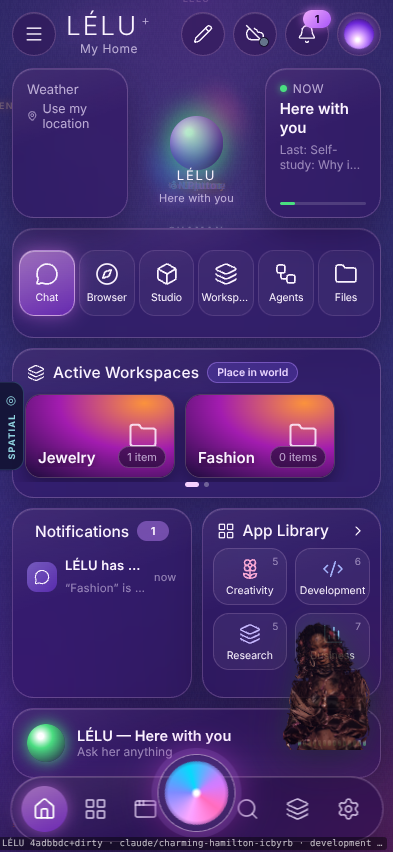 LÉLU +
My Home
1
Weather
Use my
location
LÉLU
Here with you
NOW
Here with
you
Last: Self-
study: Why i...
Chat
Browser
Studio
Worksp...
Agents
Files
Active Workspaces
Place in world
SPATIAL
Jewelry
1 item
Fashion
0 items
Notifications
1
LÉLU has ...
now
“Fashion” is ...
App Library
5
Creativity
6
Development
5
Research
7
LÉLU — Here with you
Ask her anything
LÉLU 4adbbdc+dirty · claude/charming-hamilton-icbyrb · development …